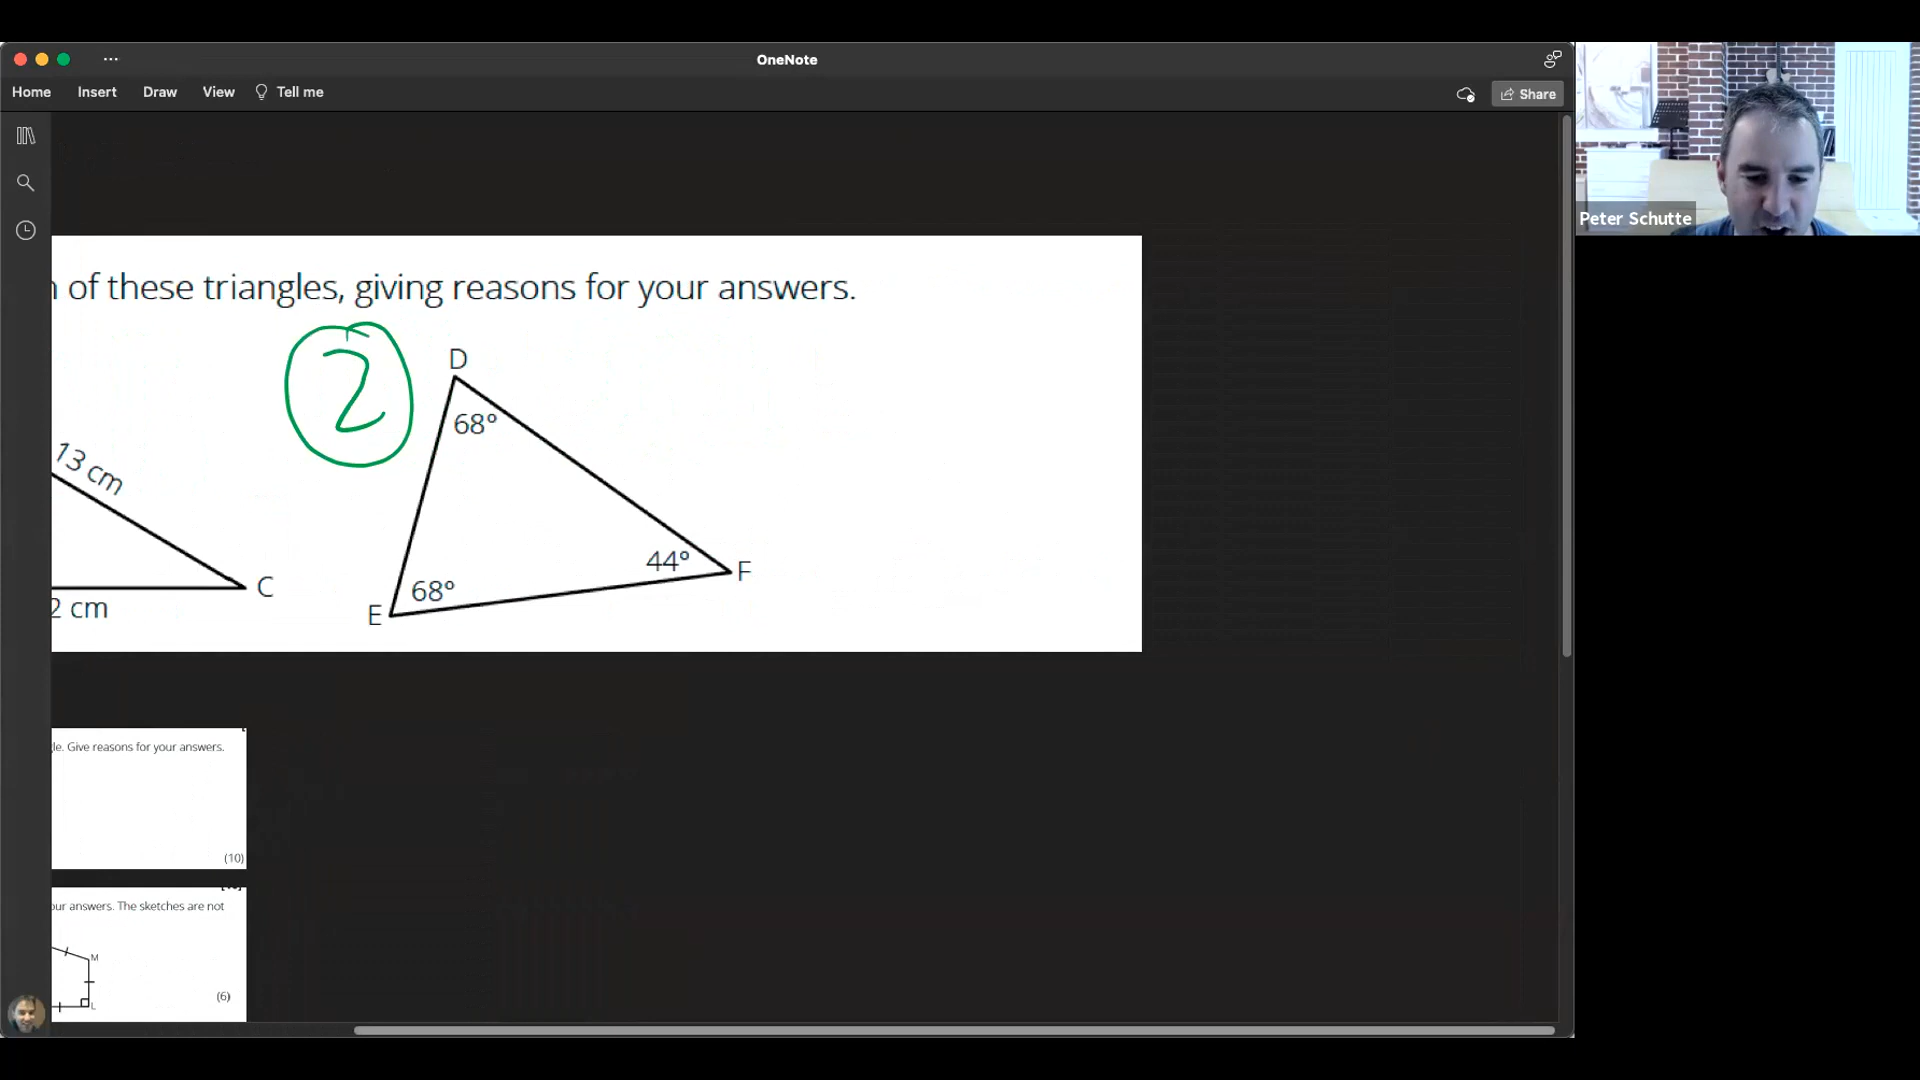 OneNote
Home Insert Draw View Tell me
Share
Peter Schutte
of these triangles, giving reasons for your answers.
2
D
68°
13 cm
44°
F
C
68°
2 cm
E
Give reasons for your answers.
(10)
our answers. The sketches are not
M
(6)
L